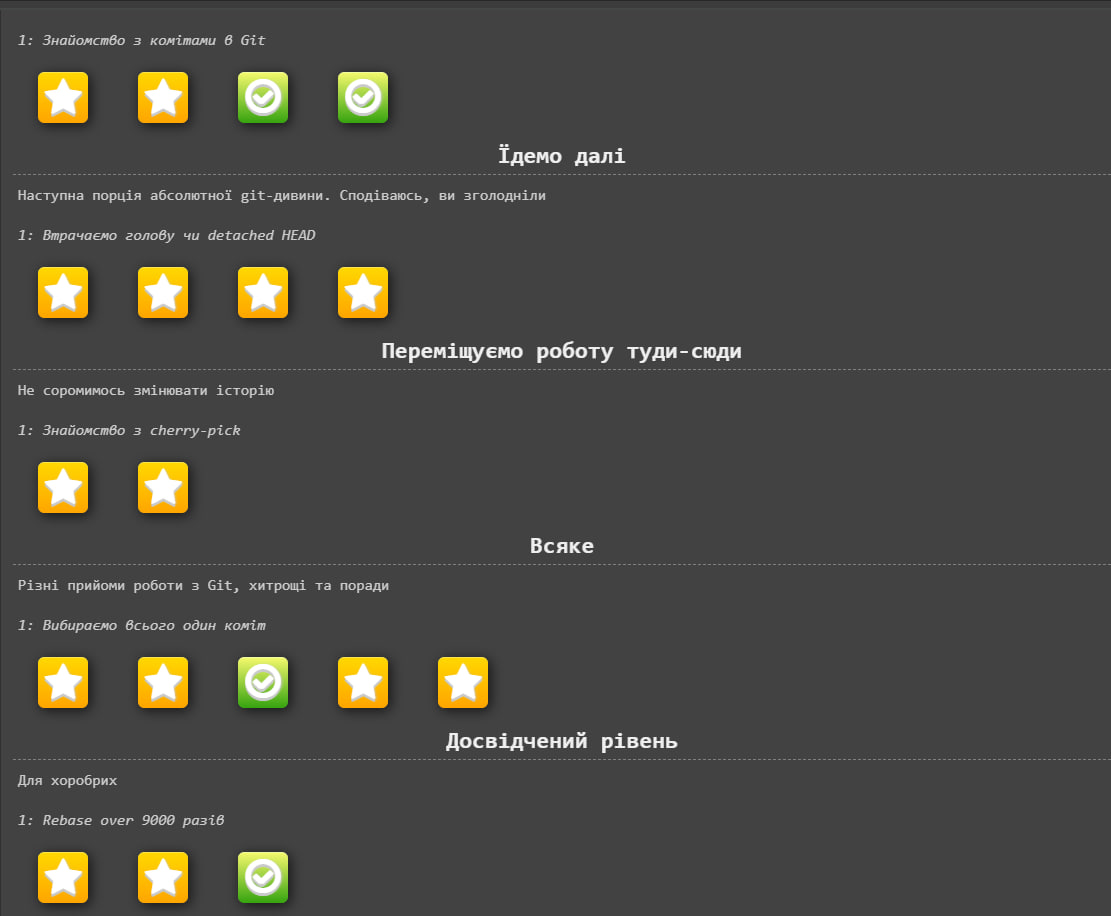 1: Знайомство з комітами в Git
Їдемо далі
Наступна порція абсолютної git-дивини. Сподіваюсь, ви зголодніли
1: Втрачаємо голову чи detached HEAD
Переміщуємо роботу туди-сюди
Не соромимось змінювати історію
1: Знайомство з cherry-pick
Всяке
Різні прийоми роботи з Git, хитрощі та поради
1: Вибираємо всього один коміт
Досвідчений рівень
Для хоробрих
1: Rebase over 9000 разів